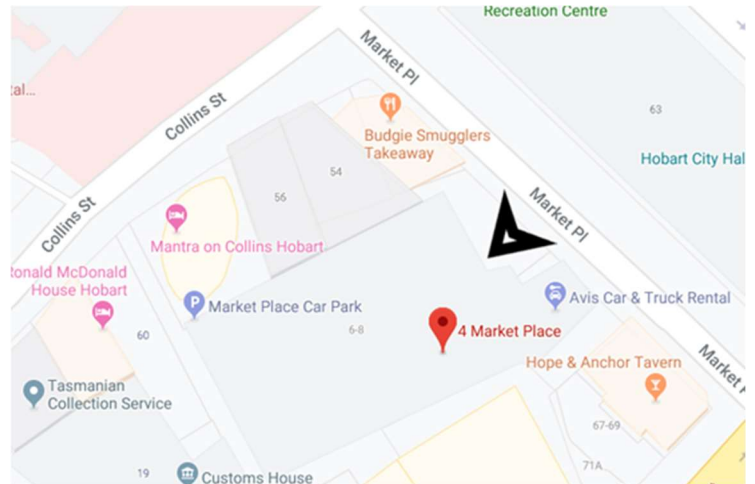 Recreation Centre
Market Pl
al...
Collins St
63
Budgie Smugglers
Takeaway
Hobart City Hal
54
56
Market Pl
Collins St
Mantra on Collins Hobart
onald McDonald
House Hobart
Avis Car & Truck Rental
Market Place Car Park
P
6-8
4 Market Place
60
Market P
Hope & Anchor Tavern
Tasmanian
Collection Service
67-69
71A
19
Customs House